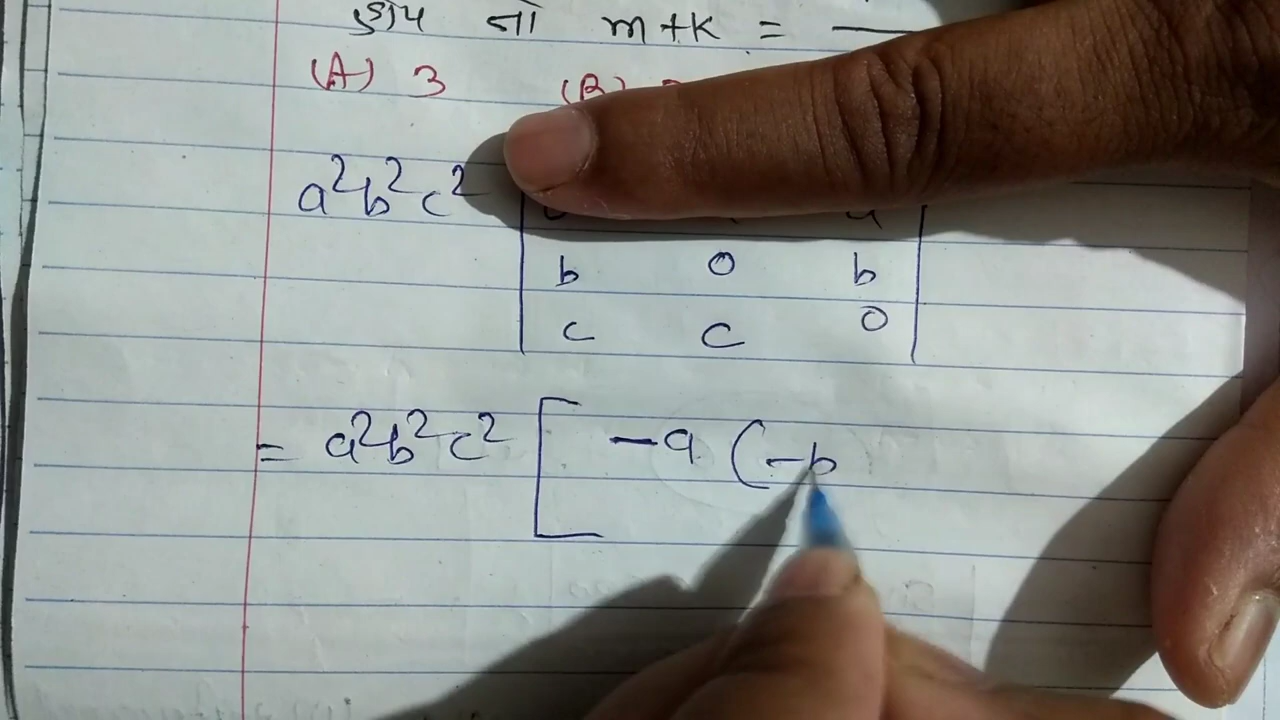 होय तो m+k =
(A) 3 (B)
a²b²c²
b 0 b
c c 0
= a²b²c² [ -a (-b